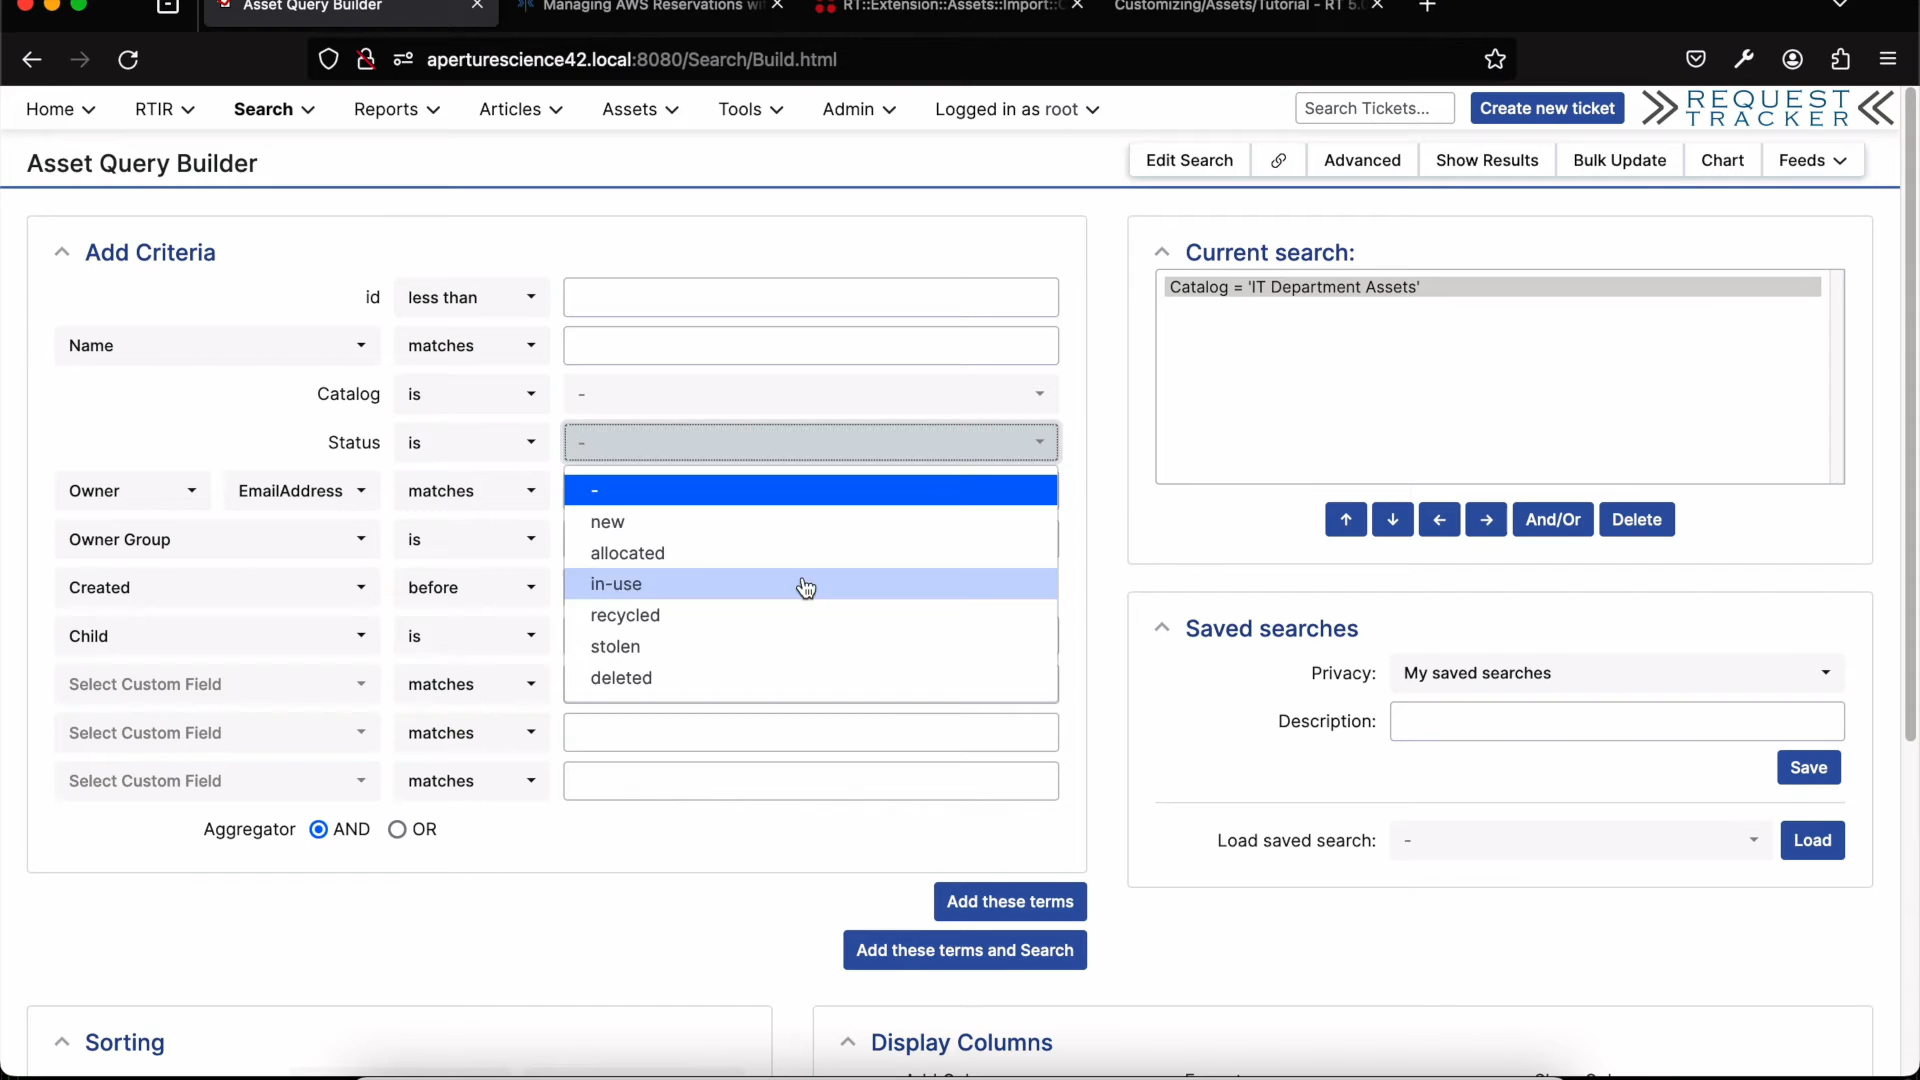 Asset Query Builder
Managing AWS Reservations wi
RT::Extension::Assets::Import::
Customizing/Assets/Tutorial - RT 5.
aperturescience42.local:8080/Search/Build.html
Home RTIR Search Reports Articles Assets Tools Admin Logged in as root Search Tickets... Create new ticket REQUEST TRACKER
Asset Query Builder
Edit Search Advanced Show Results Bulk Update Chart Feeds
Add Criteria
id less than
Name matches
Catalog is -
Status is -
Owner EmailAddress matches
Owner Group is
Created before
Child is
Select Custom Field matches
Select Custom Field matches
Select Custom Field matches
-
new
allocated
in-use
recycled
stolen
deleted
Aggregator AND OR
Add these terms
Add these terms and Search
Current search:
Catalog = 'IT Department Assets'
↑ ↓ ← → And/Or Delete
Saved searches
Privacy: My saved searches
Description:
Save
Load saved search: - Load
Sorting
Display Columns